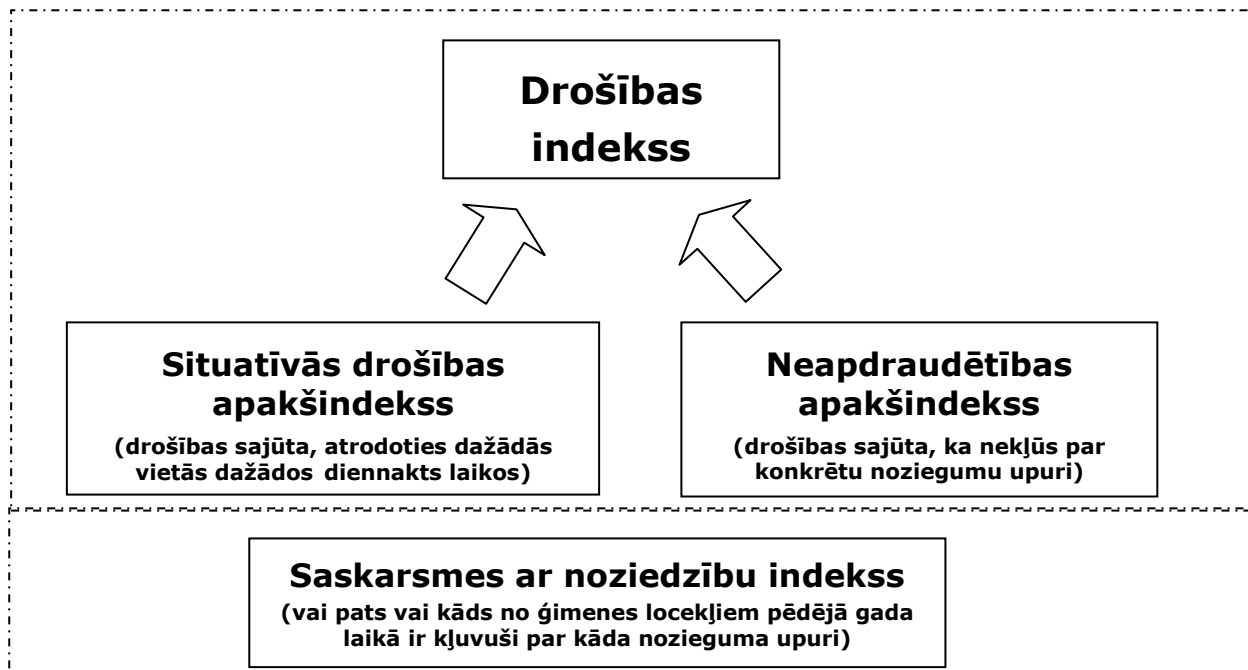 Drošības
indekss
Situatīvās drošības
apakšindekss
(drošības sajūta, atrodoties dažādās
vietās dažādos diennakts laikos)
Neapdraudētības
apakšindekss
(drošības sajūta, ka nekļūs par
konkrētu noziegumu upuri)
Saskarsmes ar noziedzību indekss
(vai pats vai kāds no ģimenes locekļiem pēdējā gada
laikā ir kļuvuši par kāda nozieguma upuri)